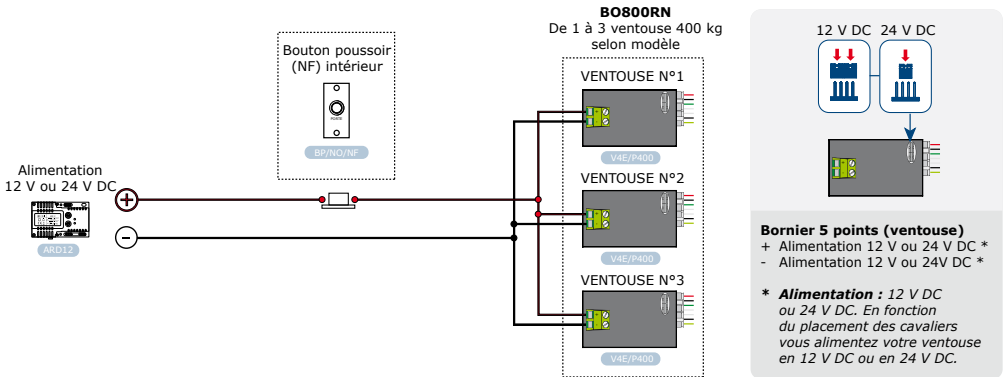 BO800RN
De 1 à 3 ventouse 400 kg
selon modèle
Bouton poussoir
(NF) intérieur
PORTE
BP/NO/NF
Alimentation
12 V ou 24 V DC
+
-
ARD12
VENTOUSE N°1
V4E/P400
VENTOUSE N°2
V4E/P400
VENTOUSE N°3
V4E/P400
12 V DC
24 V DC
Bornier 5 points (ventouse)
+ Alimentation 12 V ou 24 V DC *
- Alimentation 12 V ou 24V DC *
* Alimentation : 12 V DC
ou 24 V DC. En fonction
du placement des cavaliers
vous alimentez votre ventouse
en 12 V DC ou en 24 V DC.